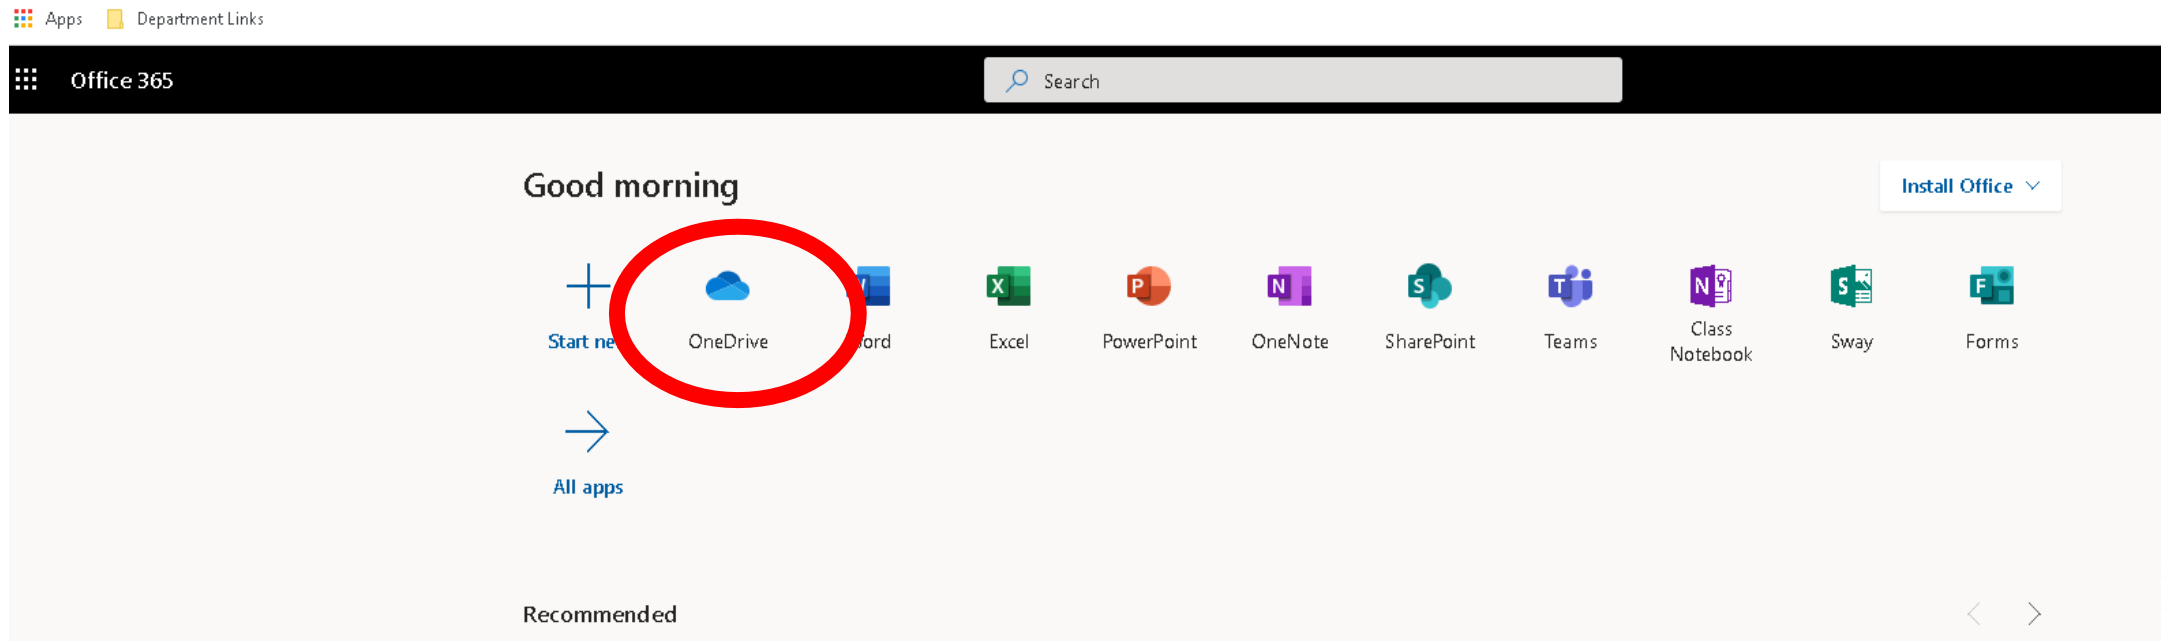 Apps Department Links
Office 365 Search
Good morning
Install Office
Start ne OneDrive ord Excel PowerPoint OneNote SharePoint Teams Class Notebook Sway Forms
All apps
Recommended